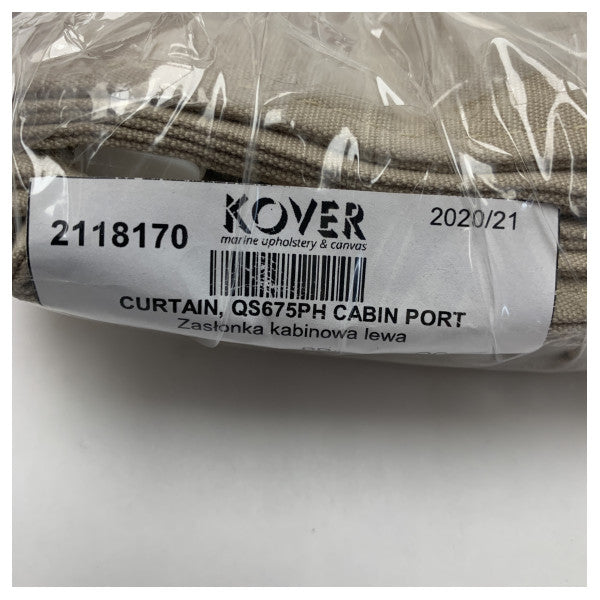 2118170
KOVER
marine upholstery & canvas
2020/21
CURTAIN, QS675PH CABIN PORT
Zasłonka kabinowa lewa